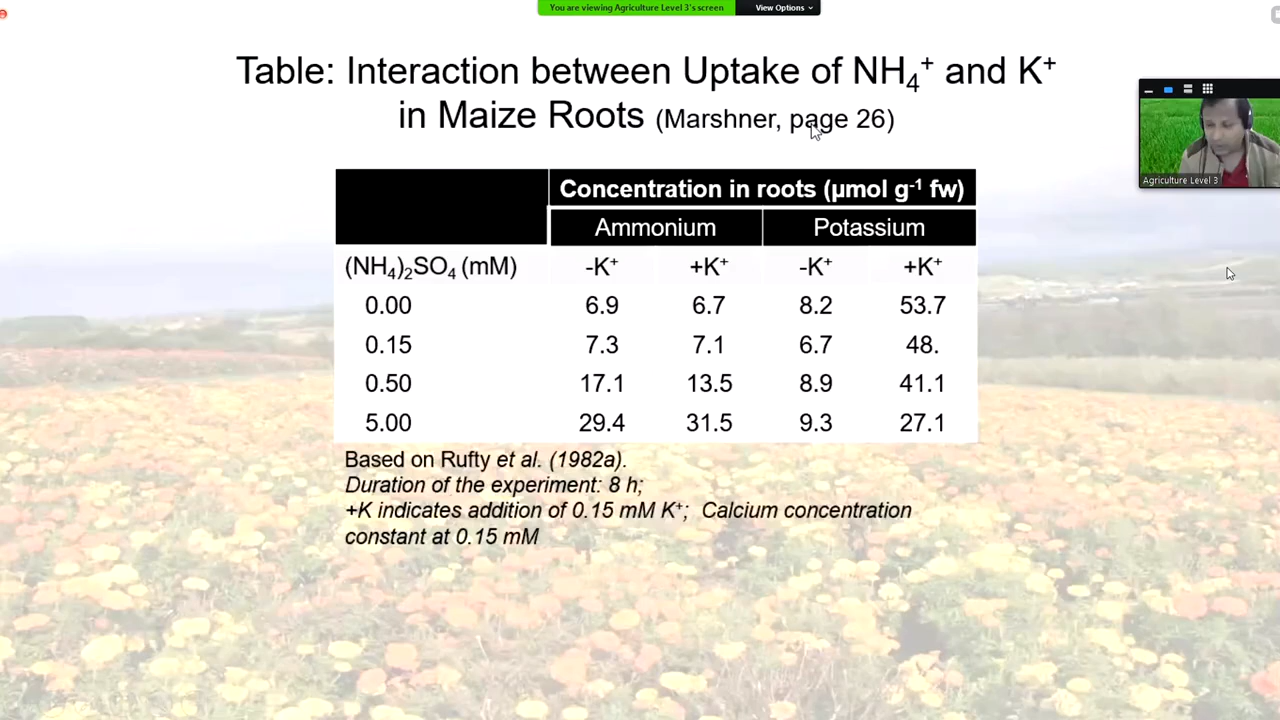 You are viewing Agriculture Level 3's screen
View Options
Table: Interaction between Uptake of NH₄⁺ and K⁺
in Maize Roots (Marshner, page 26)
Agriculture Level 3
Concentration in roots (µmol g⁻¹ fw)
Ammonium Potassium
(NH₄)₂SO₄ (mM) -K⁺ +K⁺ -K⁺ +K⁺
0.00 6.9 6.7 8.2 53.7
0.15 7.3 7.1 6.7 48.
0.50 17.1 13.5 8.9 41.1
5.00 29.4 31.5 9.3 27.1
Based on Rufty et al. (1982a).
Duration of the experiment: 8 h;
+K indicates addition of 0.15 mM K⁺; Calcium concentration
constant at 0.15 mM